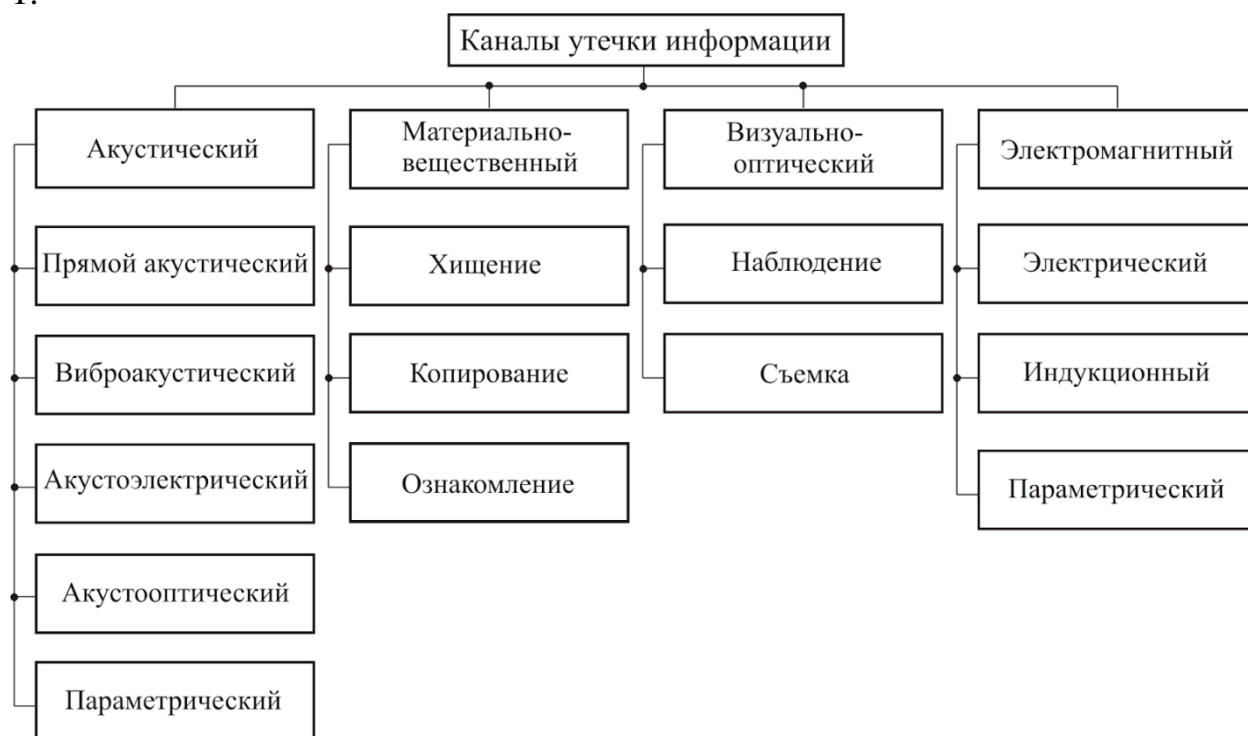 Каналы утечки информации
Акустический
Прямой акустический
Виброакустический
Акустоэлектрический
Акустооптический
Параметрический
Материально-
вещественный
Хищение
Копирование
Ознакомление
Визуально-
оптический
Наблюдение
Съемка
Электромагнитный
Электрический
Индукционный
Параметрический